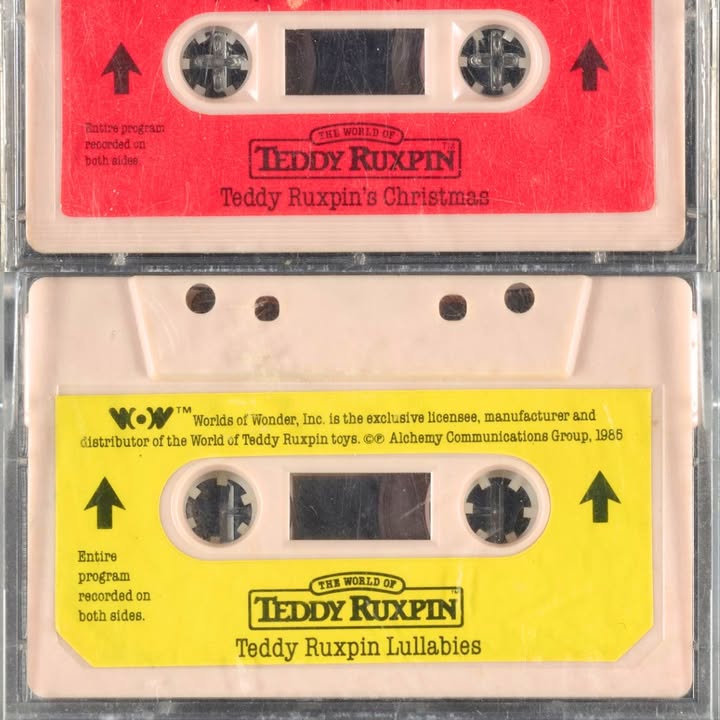 Entire program
recorded on
both sides.
THE WORLD OF
TEDDY RUXPIN™
Teddy Ruxpin's Christmas
WOW™ Worlds of Wonder, Inc. is the exclusive licensee, manufacturer and
distributor of the World of Teddy Ruxpin toys. ©℗ Alchemy Communications Group, 1985
Entire
program
recorded on
both sides.
THE WORLD OF
TEDDY RUXPIN™
Teddy Ruxpin Lullabies